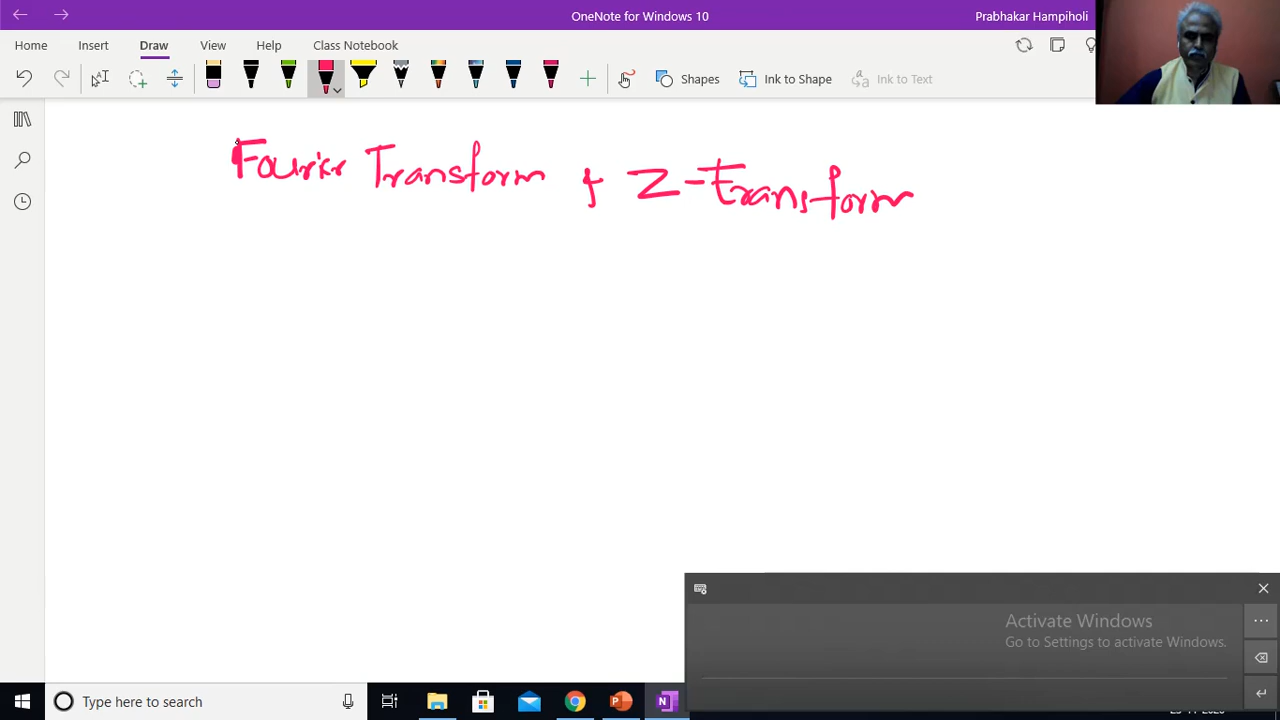 OneNote for Windows 10
Prabhakar Hampiholi
Home Insert Draw View Help Class Notebook
Shapes Ink to Shape Ink to Text
Fourier Transform & Z-transform
Activate Windows
Go to Settings to activate Windows.
Type here to search